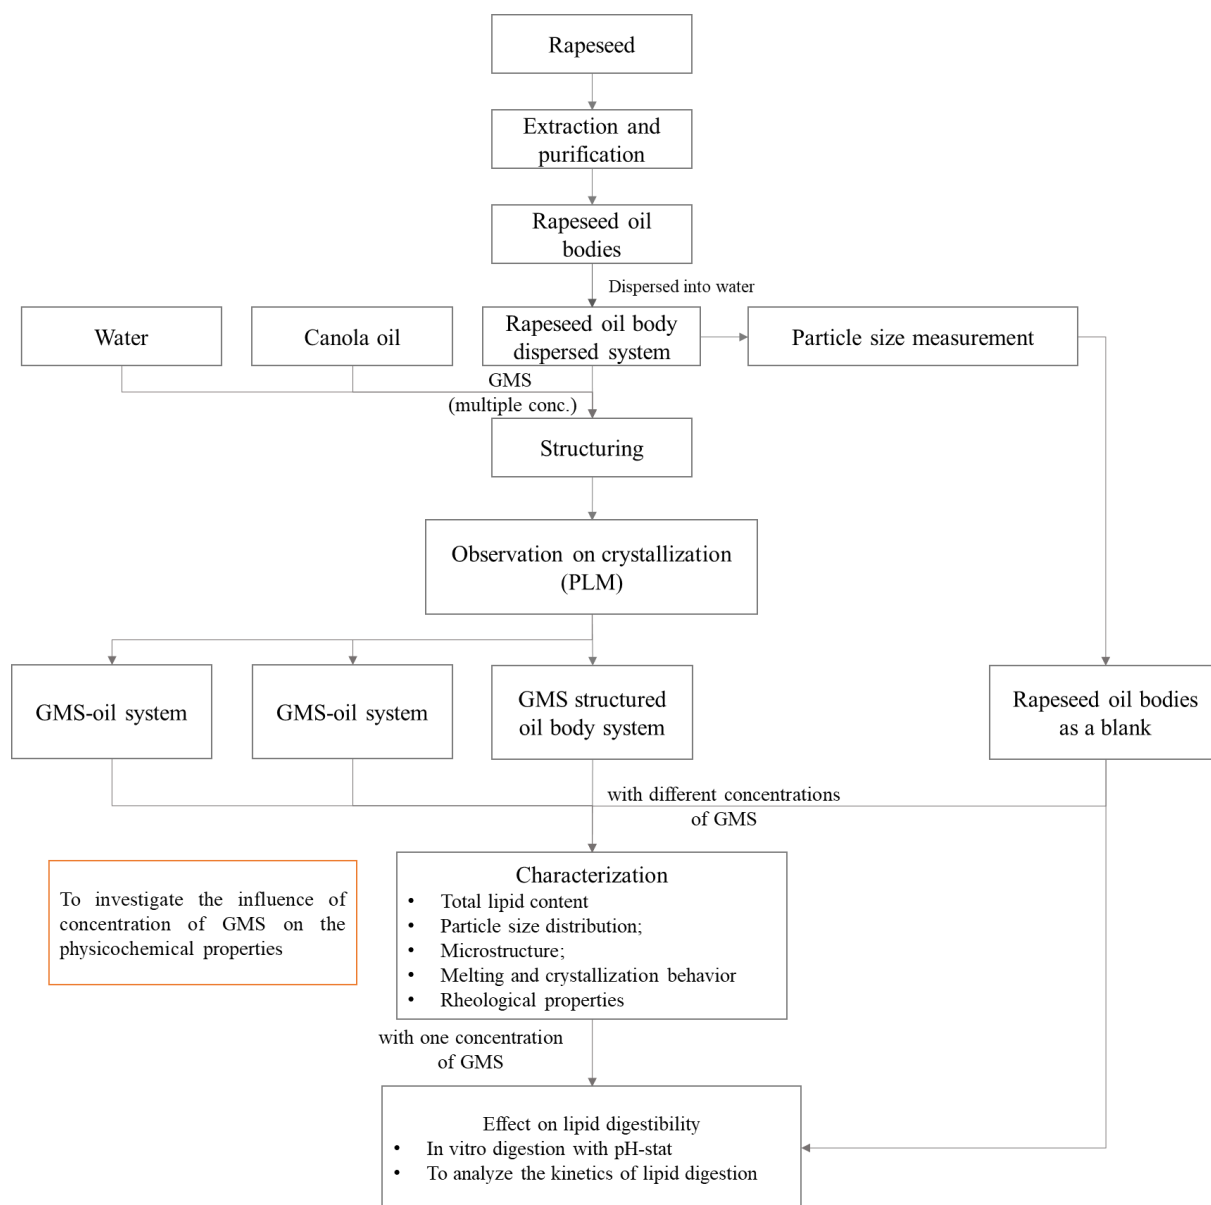 Rapeseed
Extraction and
purification
Rapeseed oil
bodies
Dispersed into water
Water
Canola oil
Rapeseed oil body
dispersed system
Particle size measurement
GMS
(multiple conc.)
Structuring
Observation on crystallization
(PLM)
GMS-oil system
GMS-oil system
GMS structured
oil body system
Rapeseed oil bodies
as a blank
with different concentrations
of GMS
To investigate the influence of
concentration of GMS on the
physicochemical properties
Characterization
• Total lipid content
• Particle size distribution;
• Microstructure;
• Melting and crystallization behavior
• Rheological properties
with one concentration
of GMS
Effect on lipid digestibility
• In vitro digestion with pH-stat
• To analyze the kinetics of lipid digestion